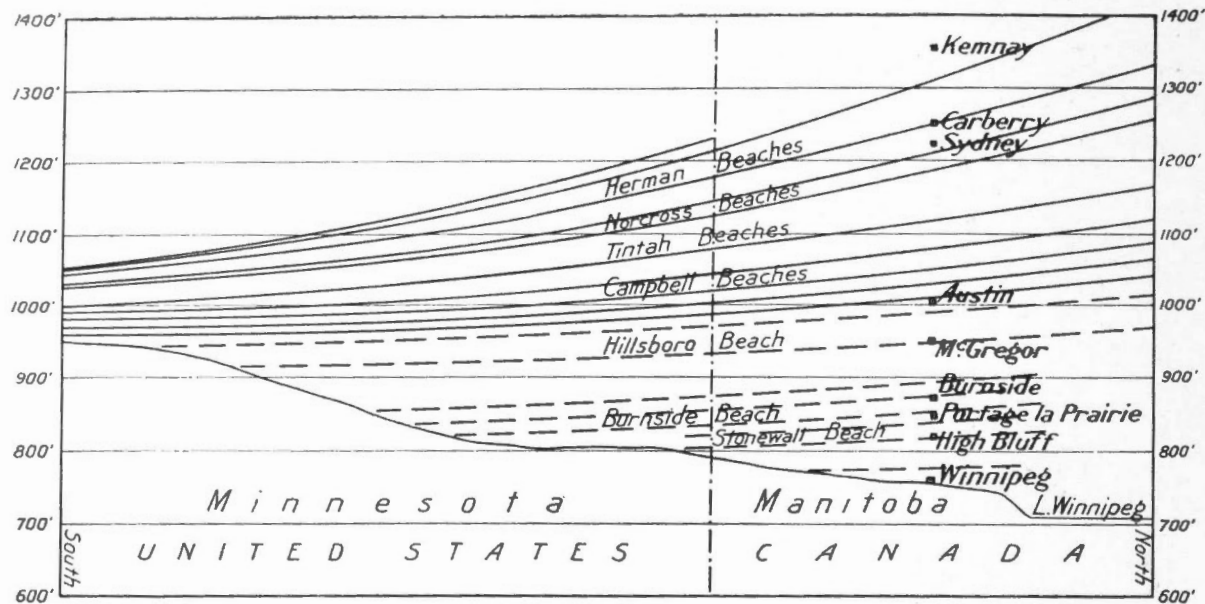 1400' 1400'
Kemnay
1300' 1300'
Carberry
Sydney
1200' 1200'
Herman Beaches
Norcross Beaches
1100' 1100'
Tintah Beaches
Campbell Beaches
Austin
1000' 1000'
Hillsboro Beach
McGregor
900' 900'
Burnside
Burnside Beach
Portage la Prairie
Stonewalt Beach
High Bluff
800' 800'
Winnipeg
Minnesota Manitoba
L. Winnipeg
700' 700'
South UNITED STATES CANADA North
600' 600'